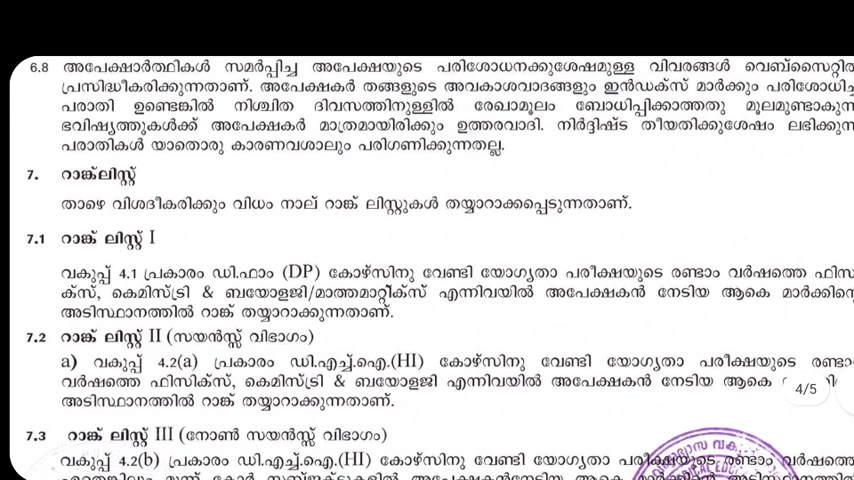 6.8 അപേക്ഷാർത്ഥികൾ സമർപ്പിച്ച അപേക്ഷയുടെ പരിശോധനക്കുശേഷമുള്ള വിവരങ്ങൾ വെബ്സൈറ്റിൽ
പ്രസിദ്ധീകരിക്കുന്നതാണ്. അപേക്ഷകർ തങ്ങളുടെ അവകാശവാദങ്ങളും ഇൻഡക്സ് മാർക്കും പരിശോധിച്ച
പരാതി ഉണ്ടെങ്കിൽ നിശ്ചിത ദിവസത്തിനുള്ളിൽ രേഖാമൂലം ബോധിപ്പിക്കാത്തതു മൂലമുണ്ടാകുന്ന
ഭവിഷ്യത്തുകൾക്ക് അപേക്ഷകർ മാത്രമായിരിക്കും ഉത്തരവാദി. നിർദ്ദിഷ്ട തീയതിക്കുശേഷം ലഭിക്കുന്ന
പരാതികൾ യാതൊരു കാരണവശാലും പരിഗണിക്കുന്നതല്ല.
7. റാങ്ക്‌ലിസ്റ്റ്
താഴെ വിശദീകരിക്കും വിധം നാല് റാങ്ക് ലിസ്റ്റുകൾ തയ്യാറാക്കപ്പെടുന്നതാണ്.
7.1 റാങ്ക് ലിസ്റ്റ് I
വകുപ്പ് 4.1 പ്രകാരം ഡി.ഫാം (DP) കോഴ്സിനു വേണ്ടി യോഗ്യതാ പരീക്ഷയുടെ രണ്ടാം വർഷത്തെ ഫിസി
ക്സ്, കെമിസ്ട്രി & ബയോളജി/മാത്തമാറ്റിക്സ് എന്നിവയിൽ അപേക്ഷകൻ നേടിയ ആകെ മാർക്കിന്റെ
അടിസ്ഥാനത്തിൽ റാങ്ക് തയ്യാറാക്കുന്നതാണ്.
7.2 റാങ്ക് ലിസ്റ്റ് II (സയൻസ്സ് വിഭാഗം)
a) വകുപ്പ് 4.2(a) പ്രകാരം ഡി.എച്ച്.ഐ.(HI) കോഴ്സിനു വേണ്ടി യോഗ്യതാ പരീക്ഷയുടെ രണ്ടാം
വർഷത്തെ ഫിസിക്സ്, കെമിസ്ട്രി & ബയോളജി എന്നിവയിൽ അപേക്ഷകൻ നേടിയ ആകെ
4/5
അടിസ്ഥാനത്തിൽ റാങ്ക് തയ്യാറാക്കുന്നതാണ്.
7.3 റാങ്ക് ലിസ്റ്റ് III (നോൺ സയൻസ്സ് വിഭാഗം)
വകുപ്പ് 4.2(b) പ്രകാരം ഡി.എച്ച്.ഐ.(HI) കോഴ്സിനു വേണ്ടി യോഗ്യതാ പരീക്ഷയുടെ രണ്ടാം വർഷത്തെ